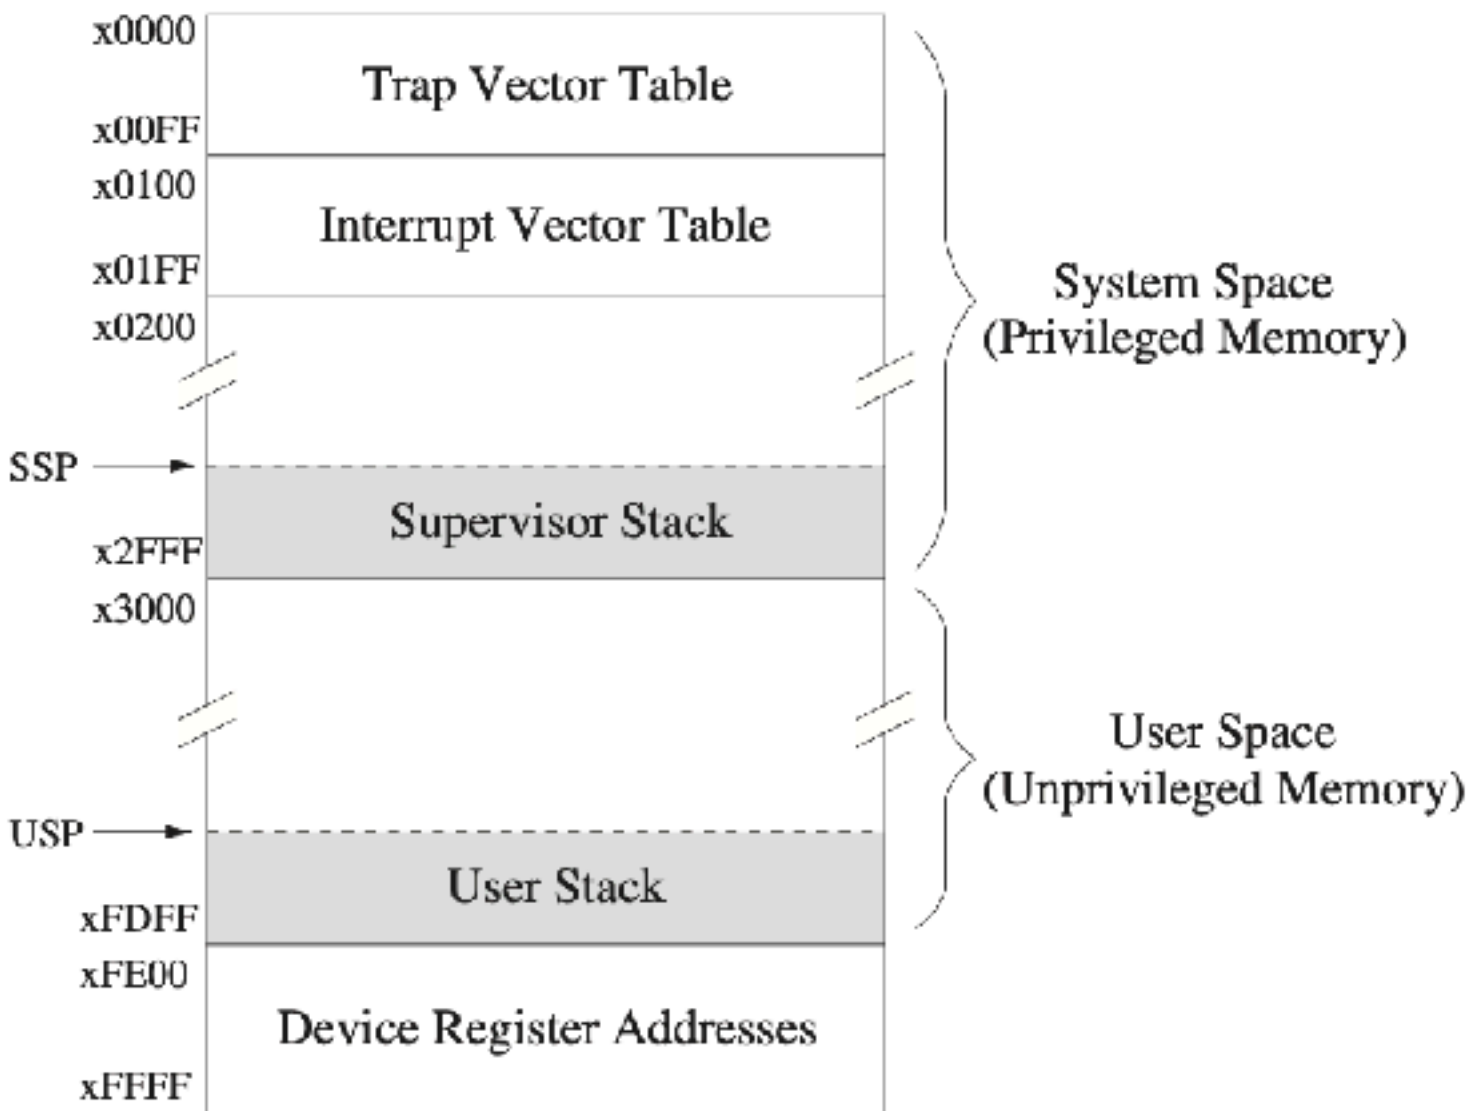 x0000
Trap Vector Table
x00FF
x0100
Interrupt Vector Table
x01FF
x0200
System Space
(Privileged Memory)
SSP
Supervisor Stack
x2FFF
x3000
User Space
(Unprivileged Memory)
USP
User Stack
xFDFF
xFE00
Device Register Addresses
xFFFF